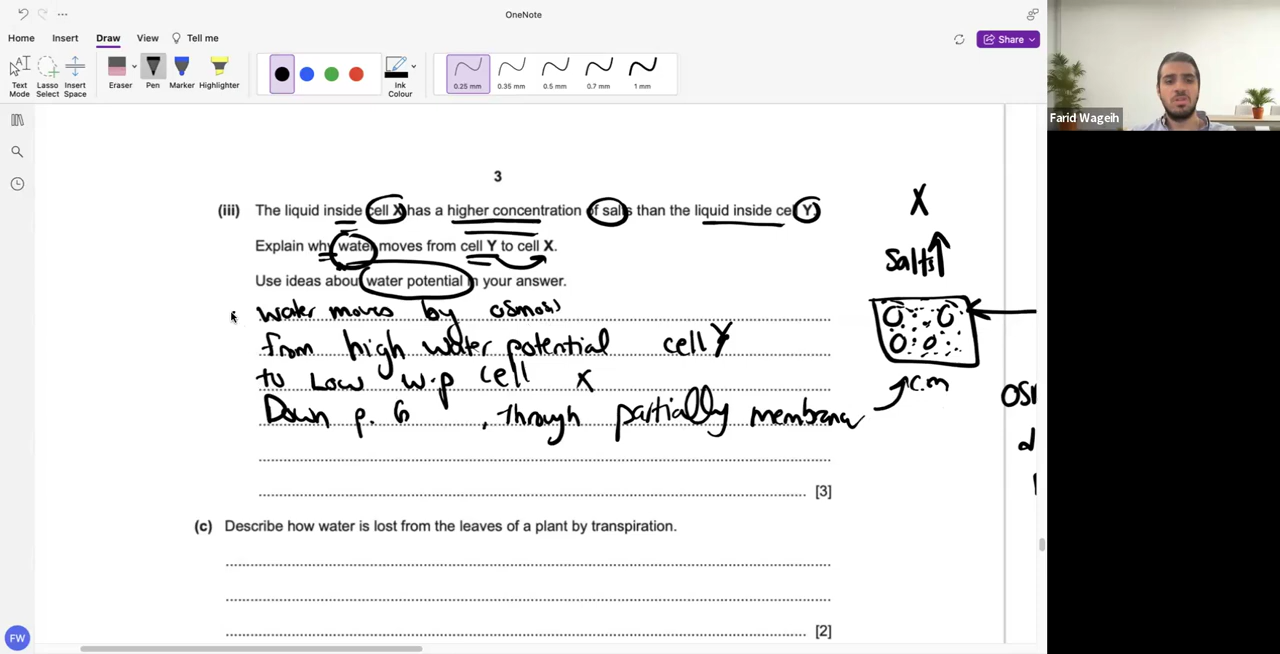 OneNote
Home Insert Draw View Tell me
Share
Text Mode
Lasso Select
Insert Space
Eraser
Pen
Marker
Highlighter
Ink Colour
0.25 mm 0.35 mm 0.5 mm 0.7 mm 1 mm
Farid Wageih
3
(iii) The liquid inside cell X has a higher concentration of salts than the liquid inside cell Y.
Explain why water moves from cell Y to cell X.
Use ideas about water potential in your answer.
water moves by osmosis
from high water potential cell Y
to Low w.p cell X
Down p. G , through partially membrane
[3]
(c) Describe how water is lost from the leaves of a plant by transpiration.
[2]
X
Salts
c.m
OSM
d
FW